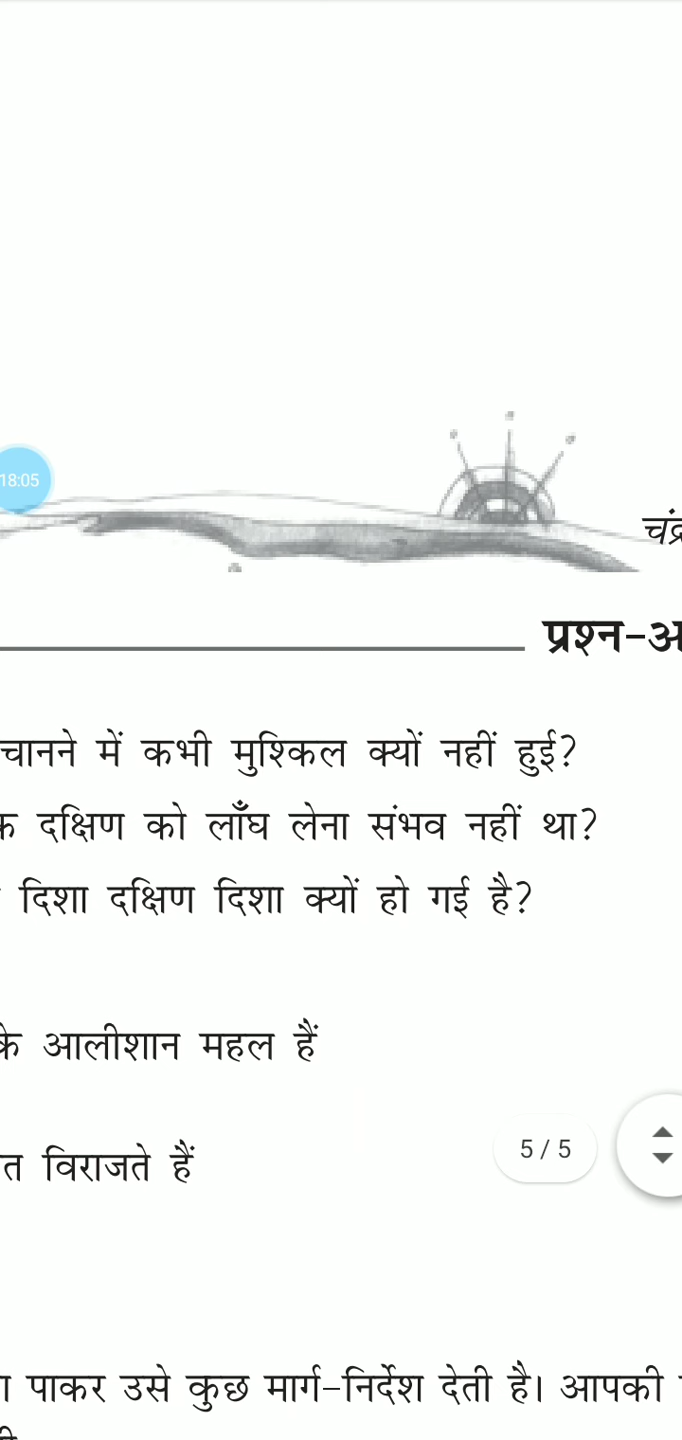 18:05
चंद्र
प्रश्न-अ
चानने में कभी मुश्किल क्यों नहीं हुई?
क दक्षिण को लाँघ लेना संभव नहीं था?
दिशा दक्षिण दिशा क्यों हो गई है?
के आलीशान महल हैं
त विराजते हैं
5 / 5
पाकर उसे कुछ मार्ग-निर्देश देती है। आपकी